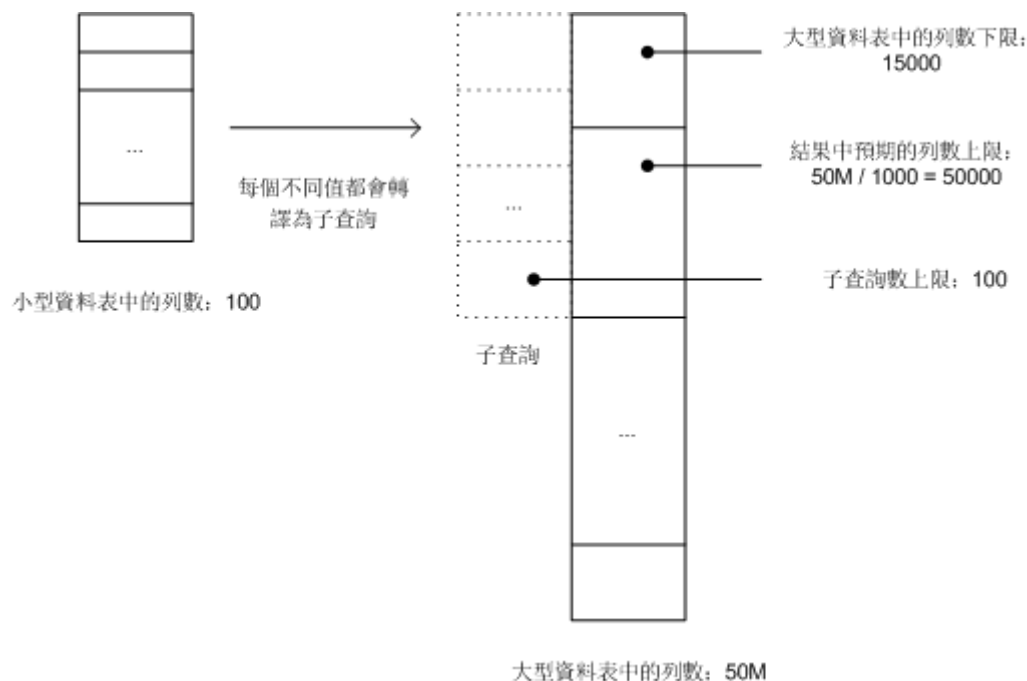 大型資料表中的列數下限：
15000
...
結果中預期的列數上限：
50M / 1000 = 50000
每個不同值都會轉
譯為子查詢
...
子查詢數上限：100
小型資料表中的列數：100
子查詢
...
大型資料表中的列數：50M